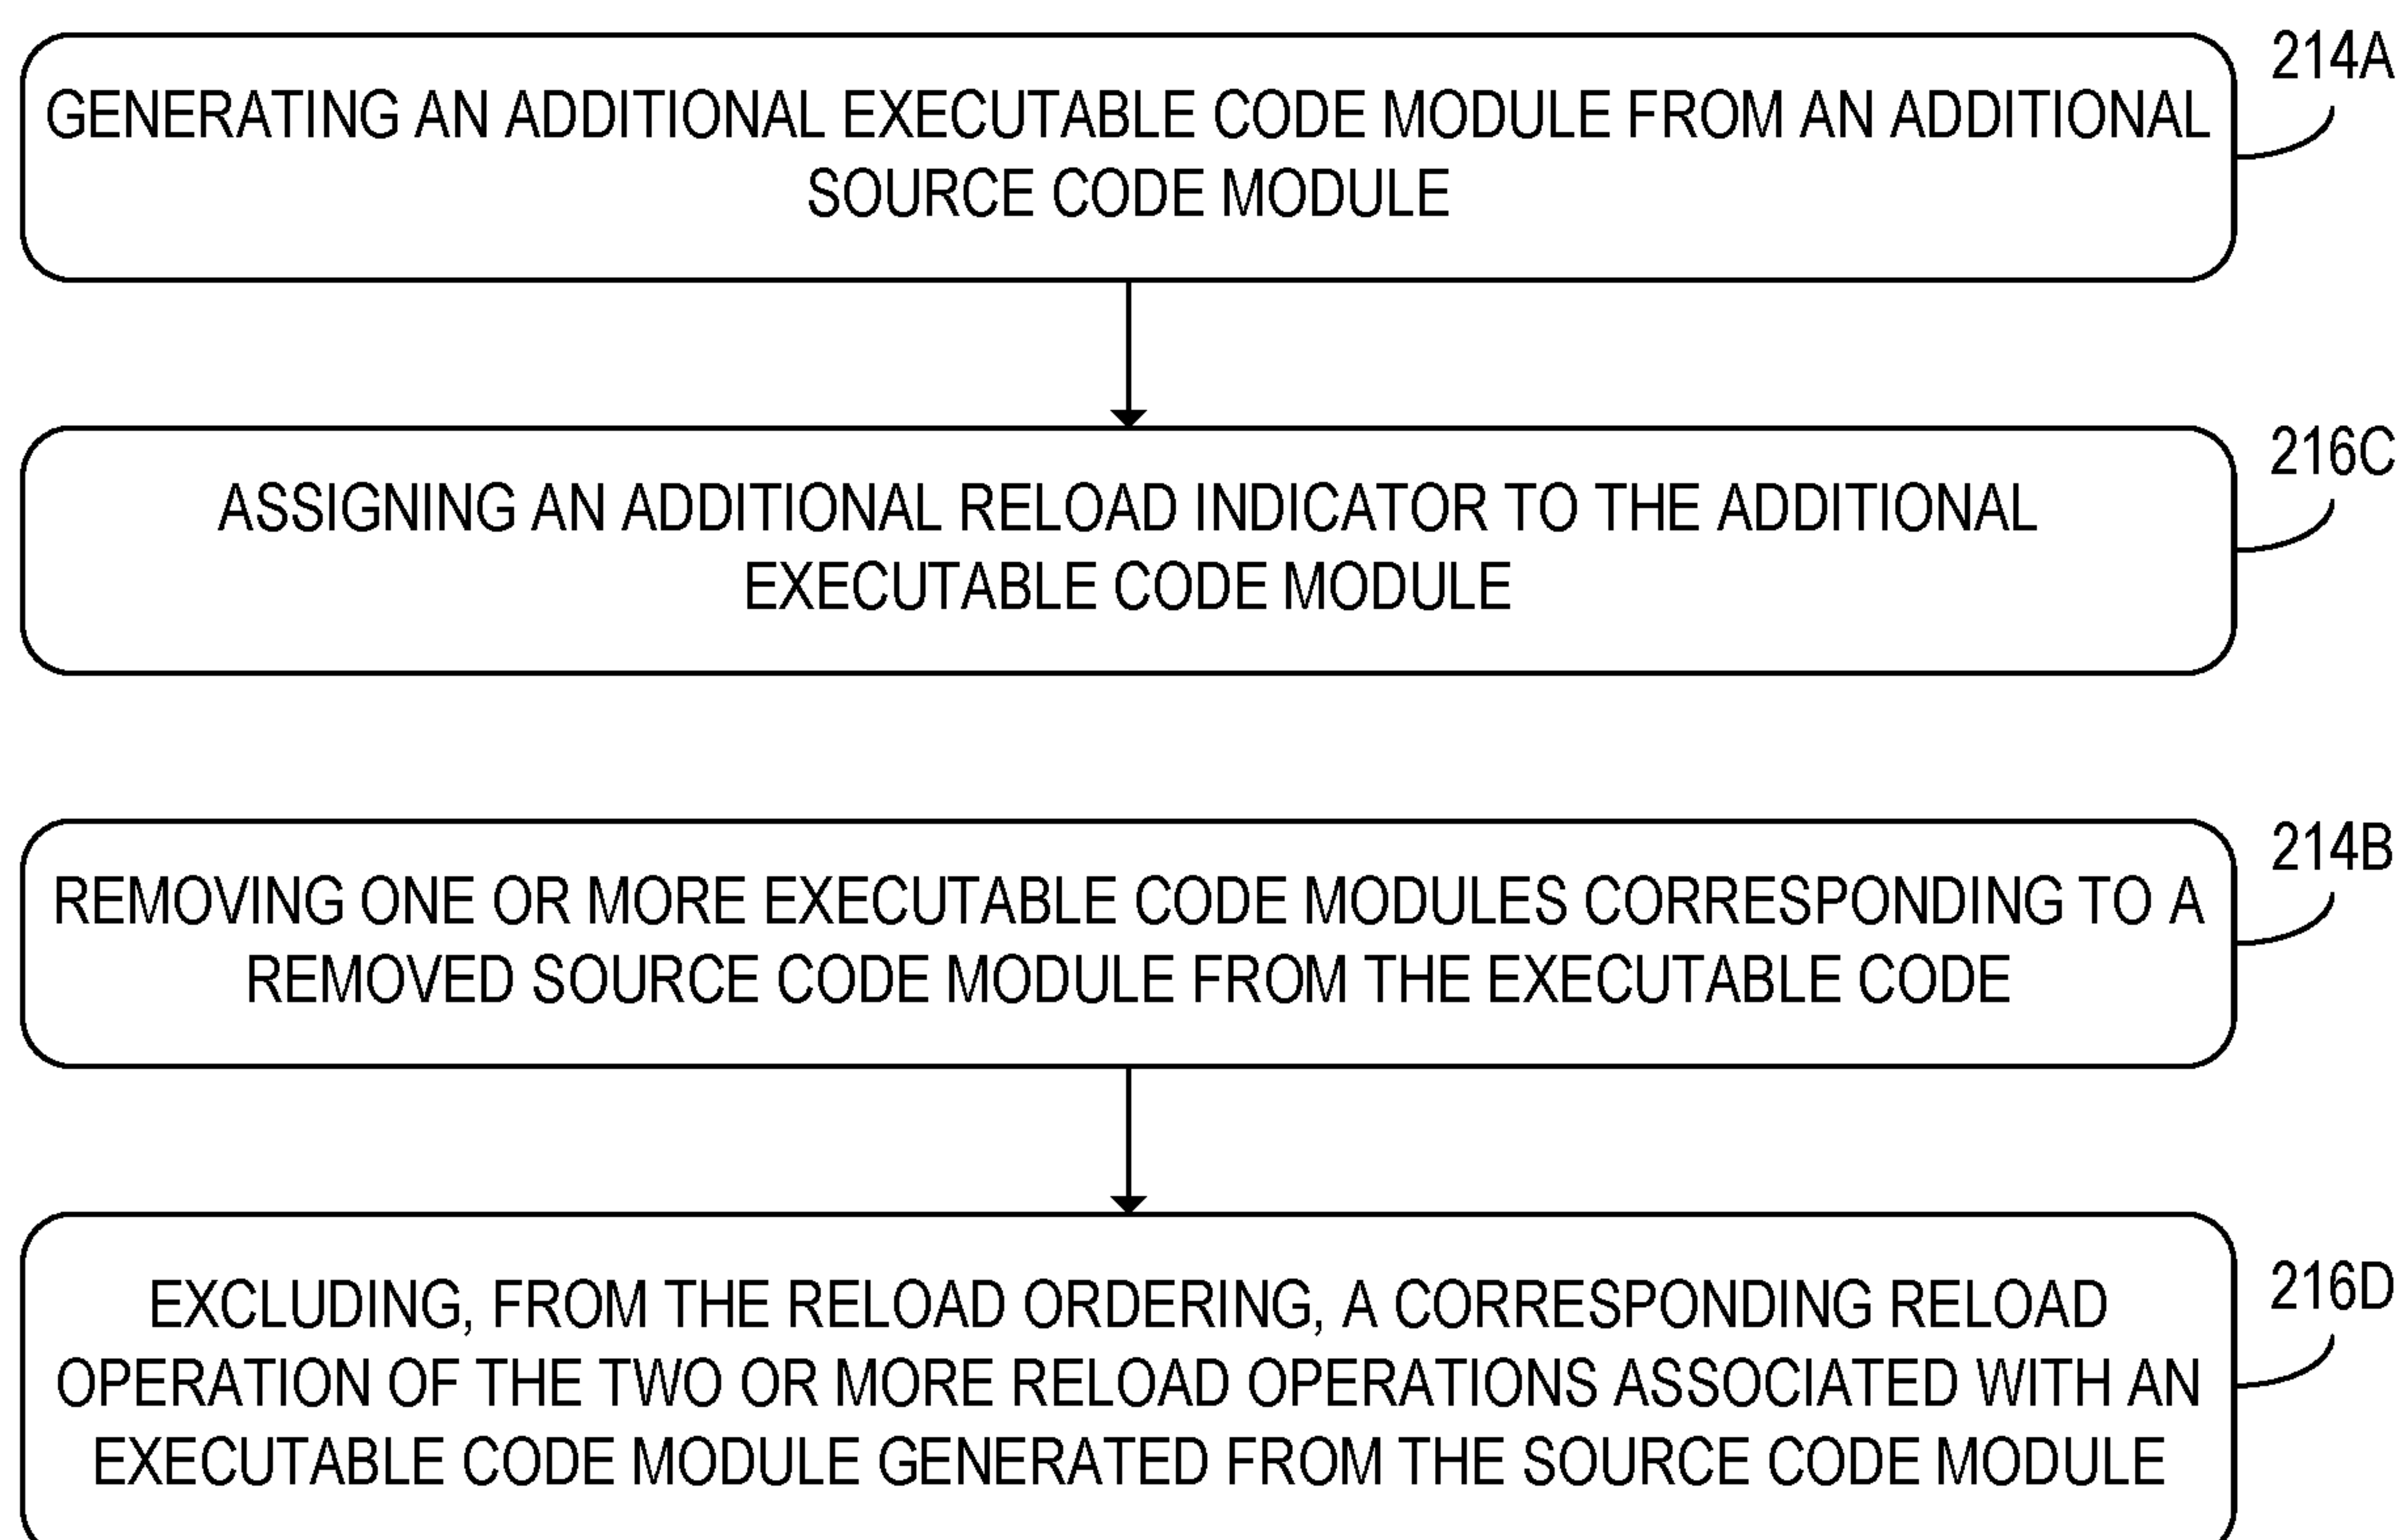 214A
GENERATING AN ADDITIONAL EXECUTABLE CODE MODULE FROM AN ADDITIONAL
SOURCE CODE MODULE
216C
ASSIGNING AN ADDITIONAL RELOAD INDICATOR TO THE ADDITIONAL
EXECUTABLE CODE MODULE
214B
REMOVING ONE OR MORE EXECUTABLE CODE MODULES CORRESPONDING TO A
REMOVED SOURCE CODE MODULE FROM THE EXECUTABLE CODE
216D
EXCLUDING, FROM THE RELOAD ORDERING, A CORRESPONDING RELOAD
OPERATION OF THE TWO OR MORE RELOAD OPERATIONS ASSOCIATED WITH AN
EXECUTABLE CODE MODULE GENERATED FROM THE SOURCE CODE MODULE